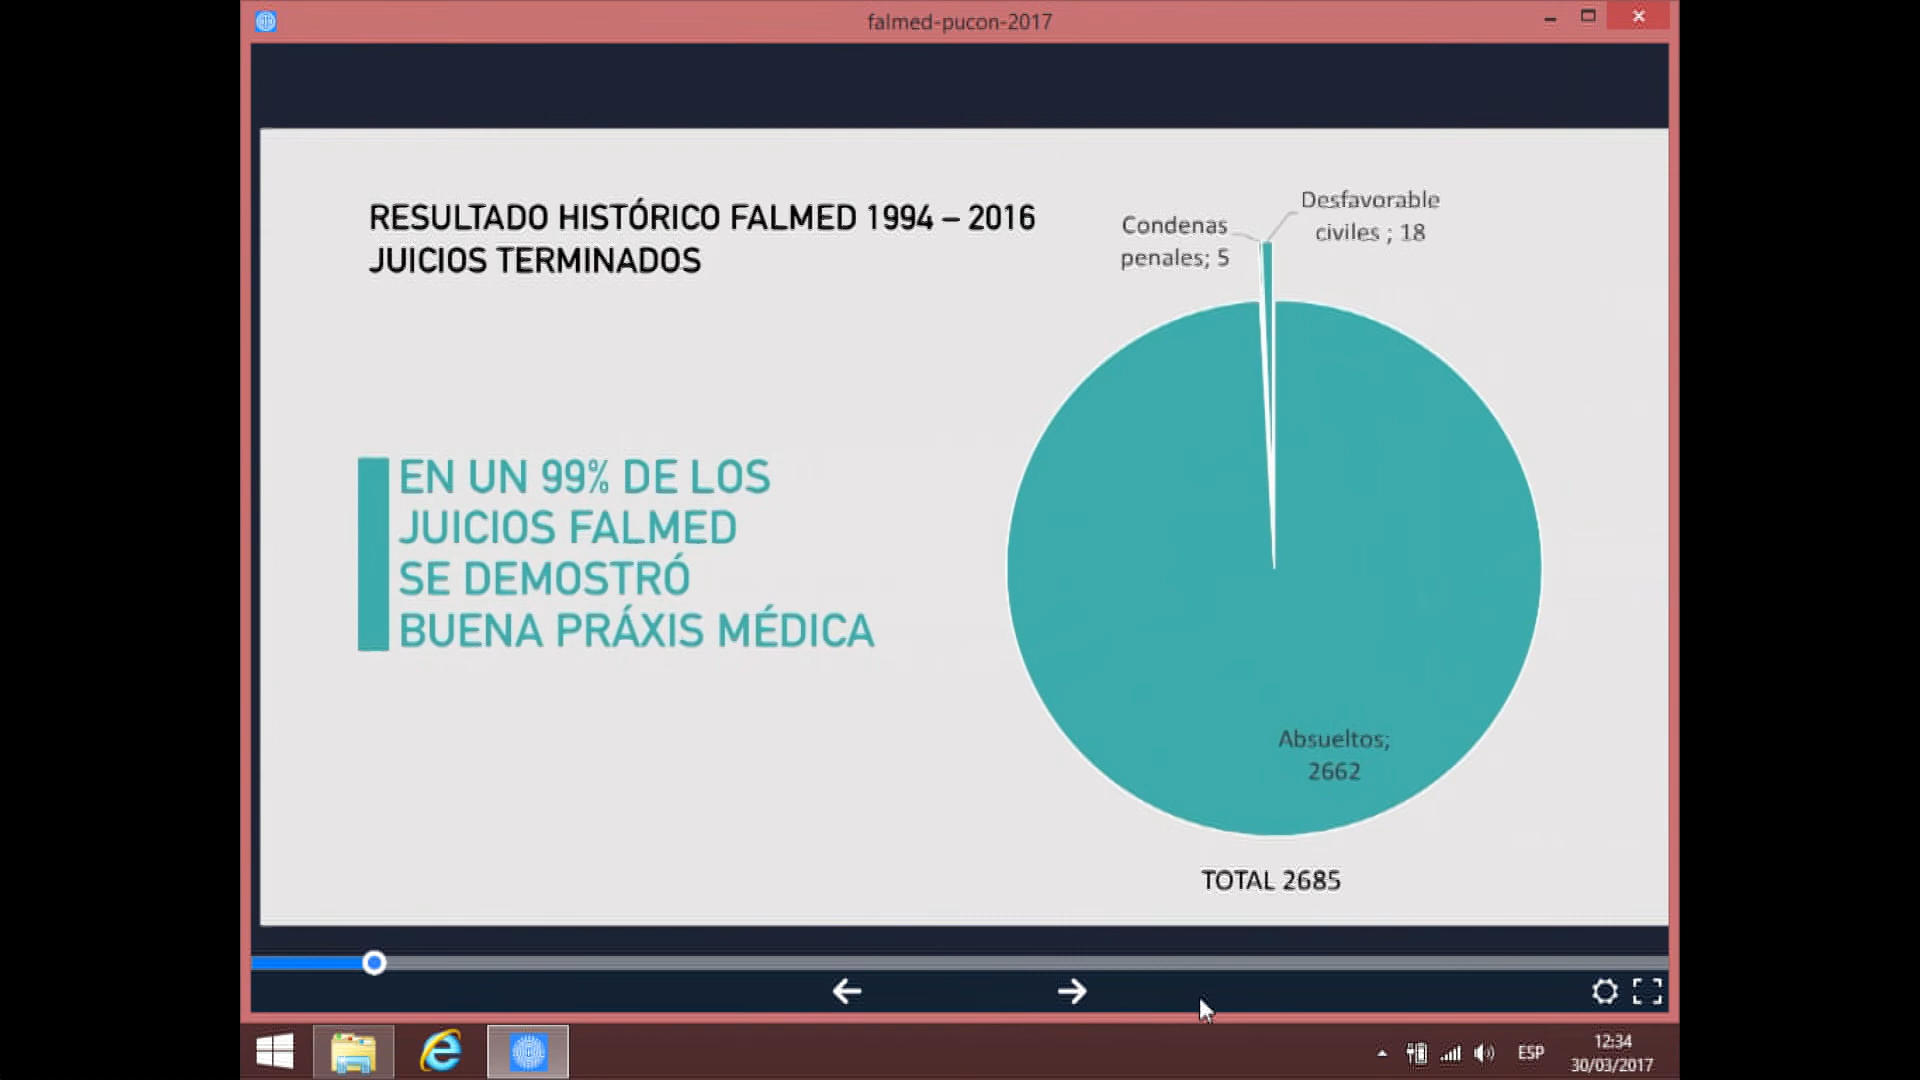 falmed-pucon-2017
RESULTADO HISTÓRICO FALMED 1994 – 2016
JUICIOS TERMINADOS
EN UN 99% DE LOS
JUICIOS FALMED
SE DEMOSTRÓ
BUENA PRÁXIS MÉDICA
Condenas
penales; 5
Desfavorable
civiles ; 18
Absueltos;
2662
TOTAL 2685
ESP
12:34
30/03/2017